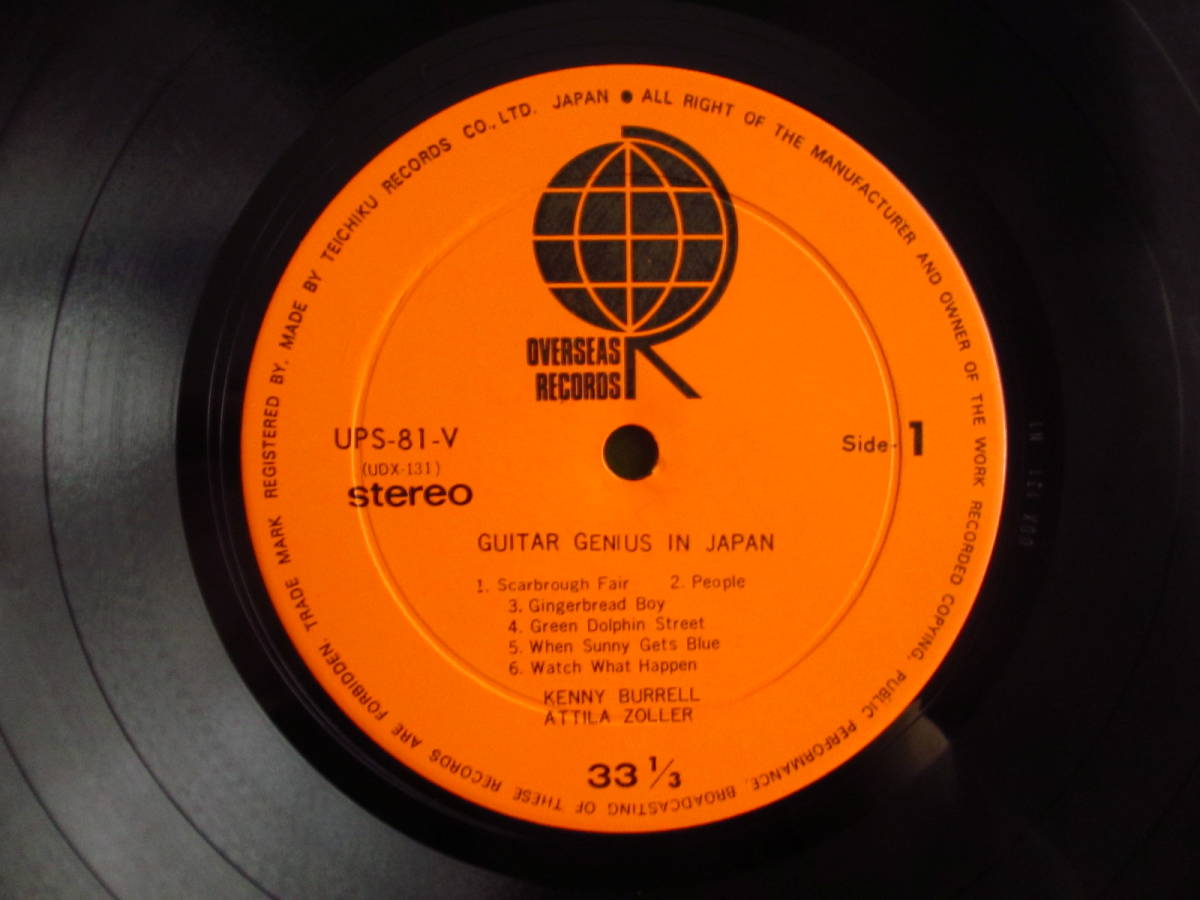 TRADE MARK REGISTERED BY. MADE BY TEICHIKU RECORDS CO., LTD. JAPAN ● ALL RIGHT OF THE MANUFACTURER AND OWNER OF THE WORK RECORDED COPYING. PUBLIC PERFORMANCE. BROADCASTING OF THESE RECORDS ARE FORBIDDEN.
OVERSEAS
RECORDS
UPS-81-V
(UDX-131)
stereo
Side-1
GUITAR GENIUS IN JAPAN
1. Scarbrough Fair 2. People
3. Gingerbread Boy
4. Green Dolphin Street
5. When Sunny Gets Blue
6. Watch What Happen
KENNY BURRELL
ATTILA ZOLLER
33 1/3